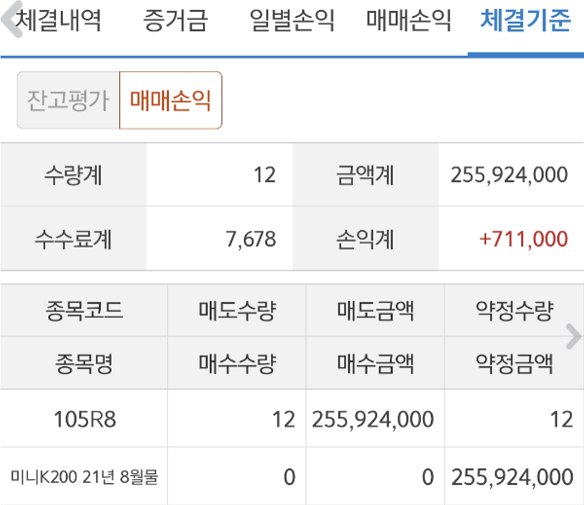 체결내역 증거금 일별손익 매매손익 체결기준
잔고평가 매매손익
수량계 12 금액계 255,924,000
수수료계 7,678 손익계 +711,000
종목코드 매도수량 매도금액 약정수량
종목명 매수수량 매수금액 약정금액
105R8 12 255,924,000 12
미니K200 21년 8월물 0 0 255,924,000